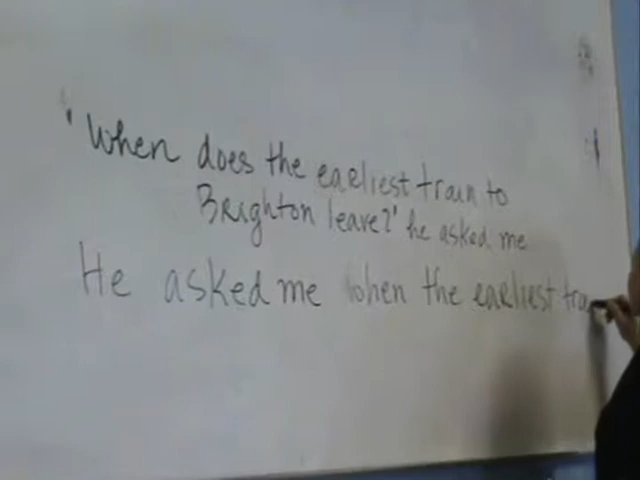 'When does the earliest train to
Brighton leave?' he asked me
He asked me when the earliest tra